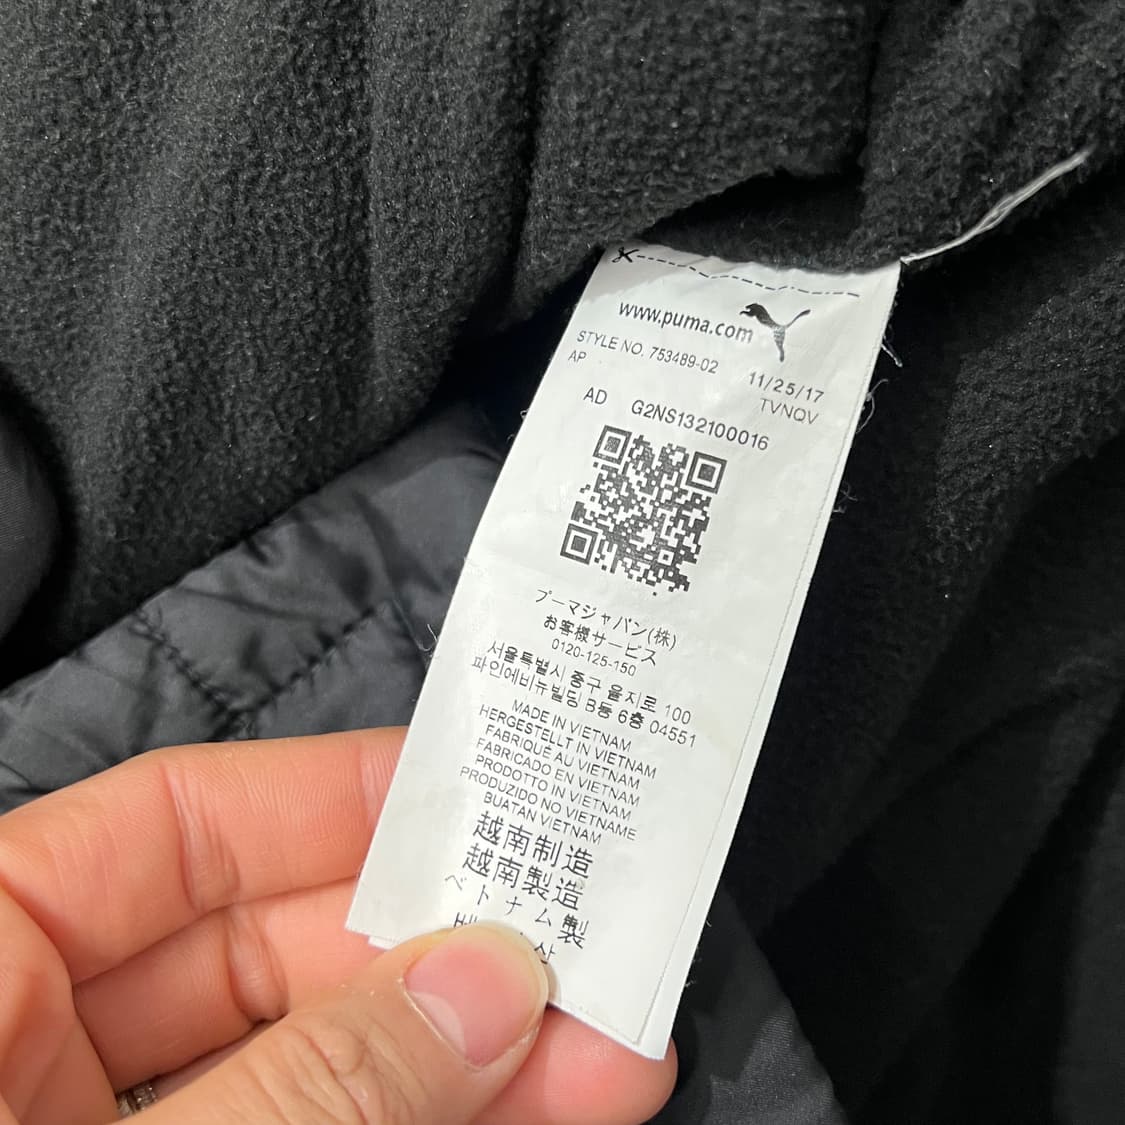 www.puma.com
STYLE NO. 753489-02 11/25/17
AP TVNQV
AD G2NS132100016
プーマジャパン(株)
お客様サービス
0120-125-150
서울특별시 중구 을지로 100
파인에비뉴빌딩 B동 6층 04551
MADE IN VIETNAM
HERGESTELLT IN VIETNAM
FABRIQUÉ AU VIETNAM
FABRICADO EN VIETNAM
PRODOTTO IN VIETNAM
PRODUZIDO NO VIETNAME
BUATAN VIETNAM
越南制造
越南製造
ベトナム製